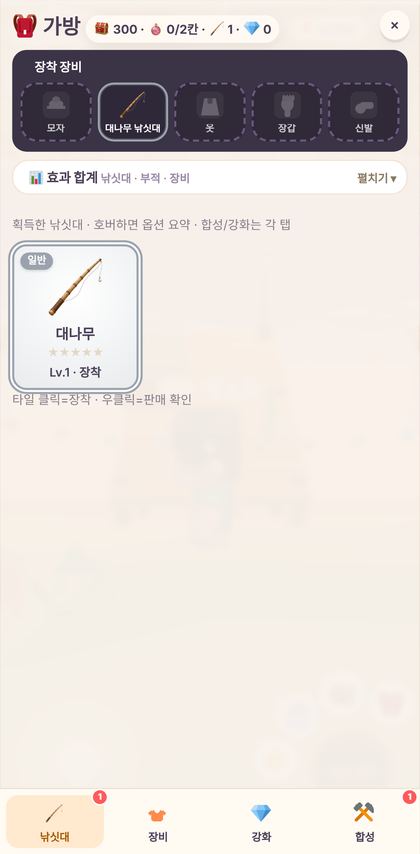 가방 300 · 0/2칸 · 1 · 0 ×
장착 장비
모자 대나무 낚싯대 옷 장갑 신발
효과 합계 낚싯대 · 부적 · 장비 펼치기 ▾
획득한 낚싯대 · 호버하면 옵션 요약 · 합성/강화는 각 탭
일반
대나무
★★★★★
Lv.1 · 장착
타일 클릭=장착 · 우클릭=판매 확인
1 1
낚싯대 장비 강화 합성